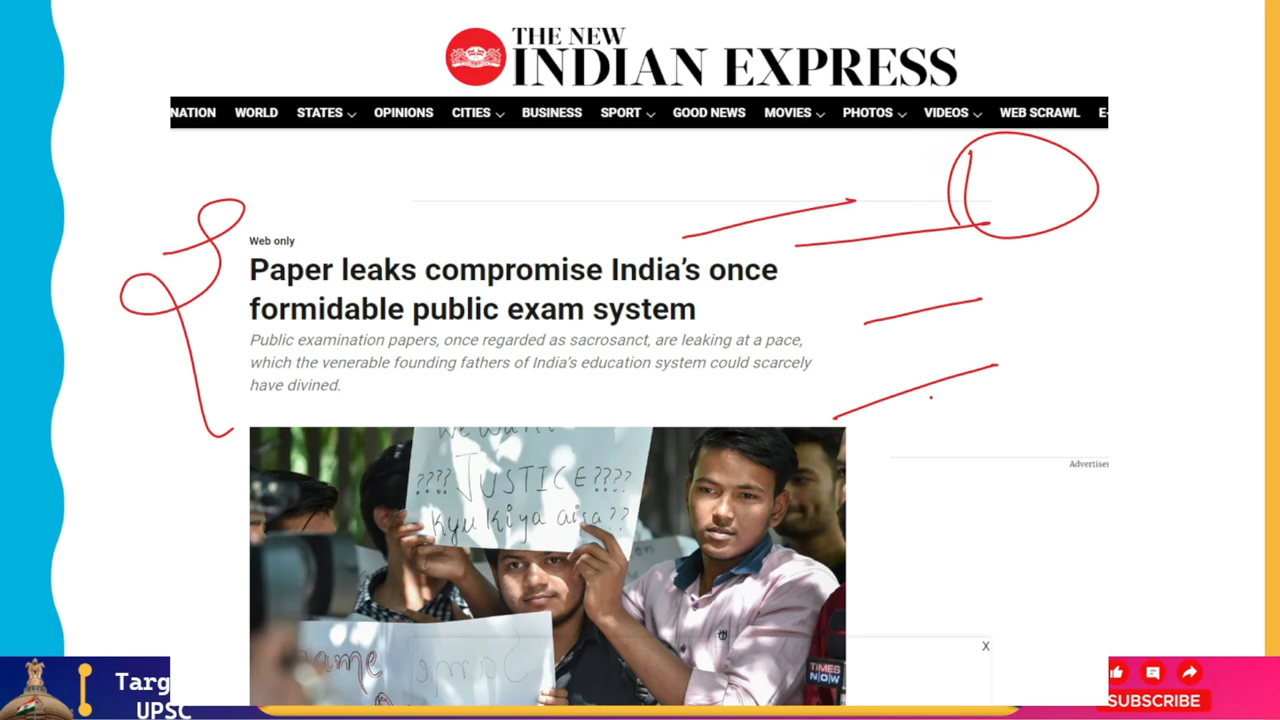 THE NEW
INDIAN EXPRESS
NATION WORLD STATES OPINIONS CITIES BUSINESS SPORT GOOD NEWS MOVIES PHOTOS VIDEOS WEB SCRAWL E-
Web only
Paper leaks compromise India's once
formidable public exam system
Public examination papers, once regarded as sacrosanct, are leaking at a pace,
which the venerable founding fathers of India's education system could scarcely
have divined.
Advertiser
We want
???? JUSTICE ????
Kyu Kiya aisa??
X
TIMES
NOW
Targ
UPSC
SUBSCRIBE